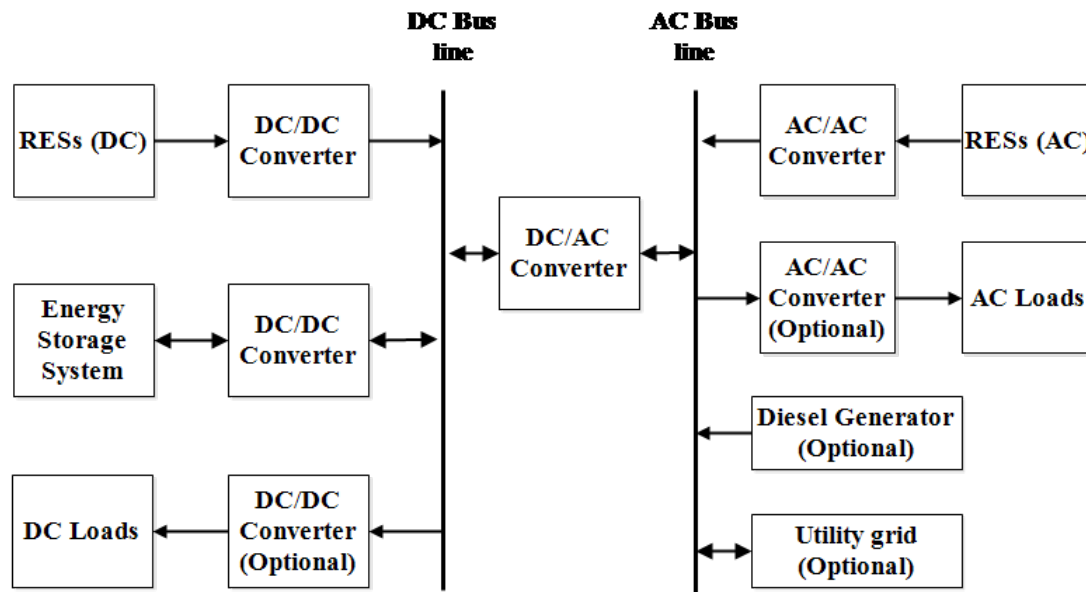 DC Bus
line
AC Bus
line
RESs (DC)
DC/DC
Converter
AC/AC
Converter
RESs (AC)
DC/AC
Converter
Energy
Storage
System
DC/DC
Converter
AC/AC
Converter
(Optional)
AC Loads
Diesel Generator
(Optional)
DC Loads
DC/DC
Converter
(Optional)
Utility grid
(Optional)